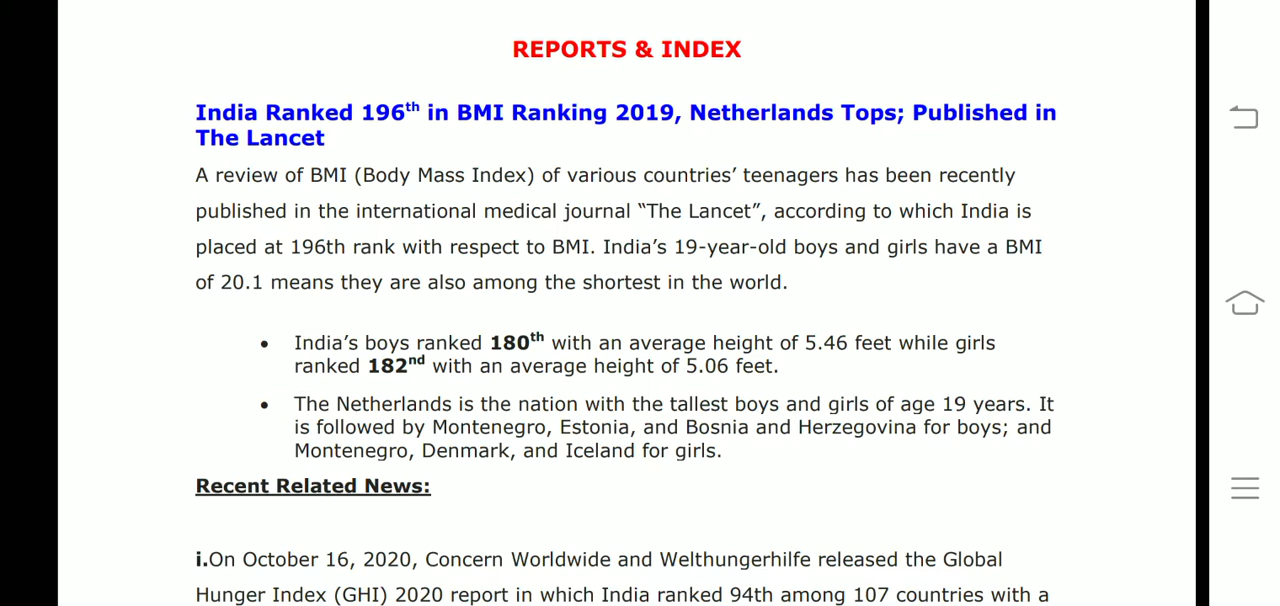 REPORTS & INDEX
India Ranked 196th in BMI Ranking 2019, Netherlands Tops; Published in
The Lancet
A review of BMI (Body Mass Index) of various countries’ teenagers has been recently
published in the international medical journal “The Lancet”, according to which India is
placed at 196th rank with respect to BMI. India’s 19-year-old boys and girls have a BMI
of 20.1 means they are also among the shortest in the world.
• India’s boys ranked 180th with an average height of 5.46 feet while girls
ranked 182nd with an average height of 5.06 feet.
• The Netherlands is the nation with the tallest boys and girls of age 19 years. It
is followed by Montenegro, Estonia, and Bosnia and Herzegovina for boys; and
Montenegro, Denmark, and Iceland for girls.
Recent Related News:
i.On October 16, 2020, Concern Worldwide and Welthungerhilfe released the Global
Hunger Index (GHI) 2020 report in which India ranked 94th among 107 countries with a